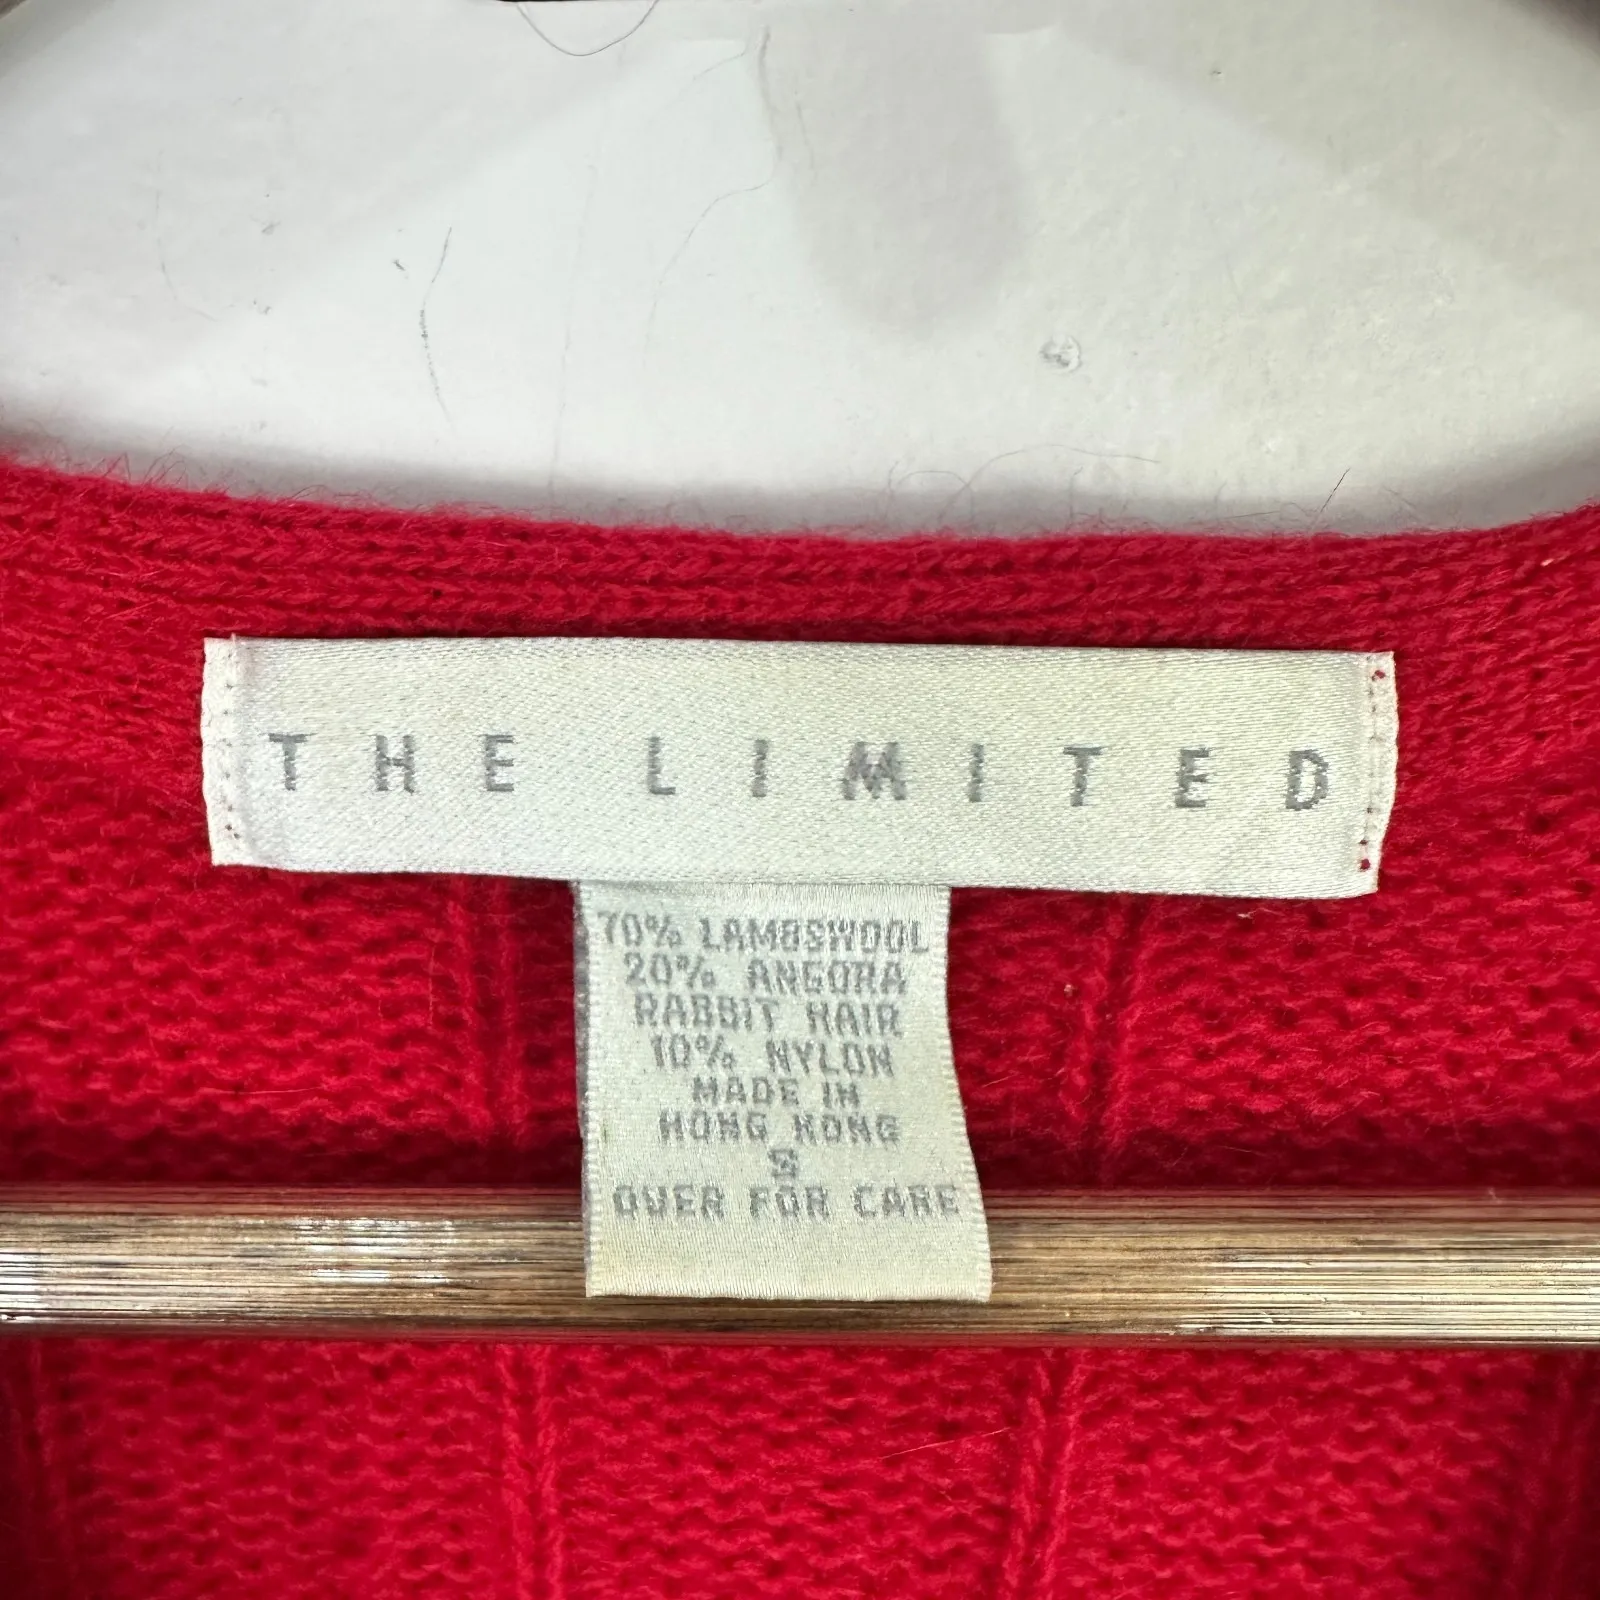 THE LIMITED
70% LAMBSWOOL
20% ANGORA
RABBIT HAIR
10% NYLON
MADE IN
HONG KONG
S
OVER FOR CARE